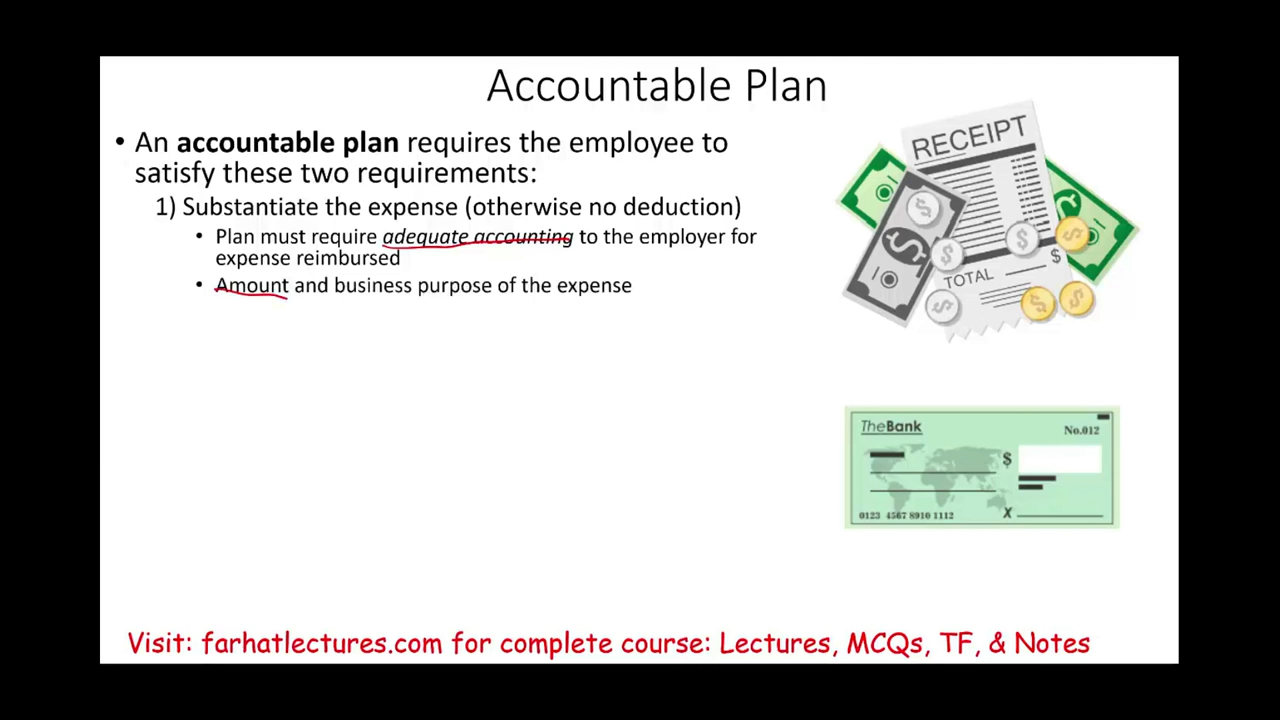 Accountable Plan
• An accountable plan requires the employee to
satisfy these two requirements:
1) Substantiate the expense (otherwise no deduction)
• Plan must require adequate accounting to the employer for
expense reimbursed
• Amount and business purpose of the expense
RECEIPT
$
TOTAL
10
10
TheBank
No.012
$
0123 4567 8910 1112
X
Visit: farhatlectures.com for complete course: Lectures, MCQs, TF, & Notes